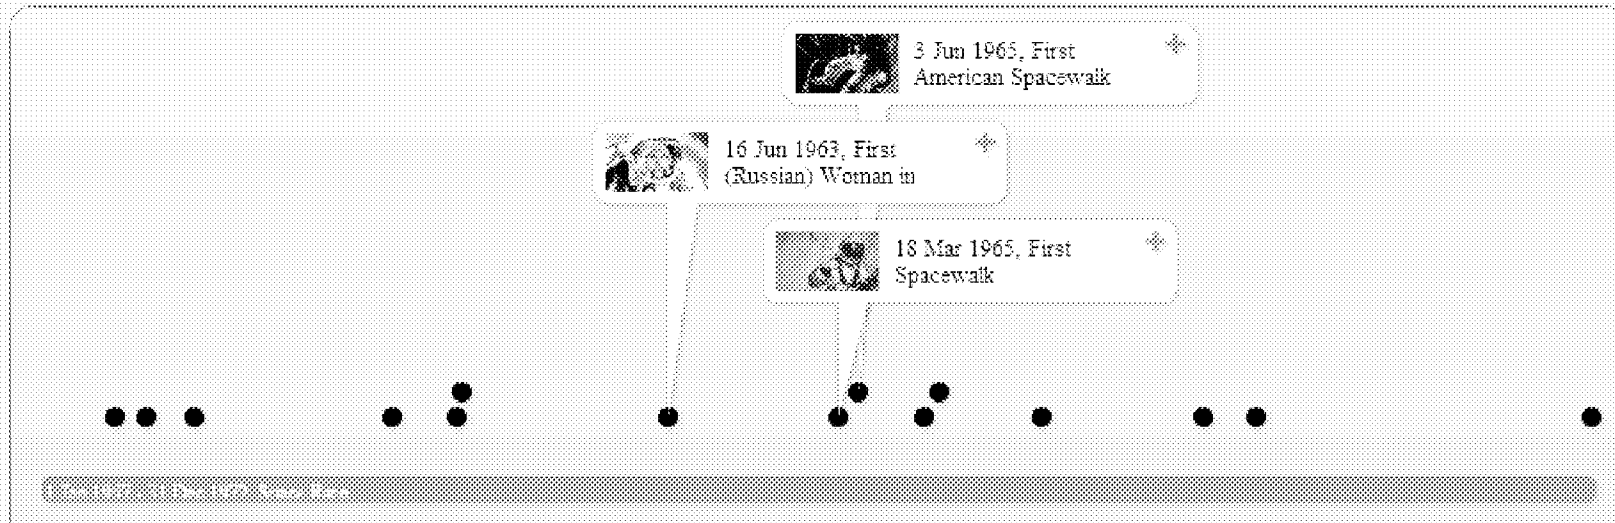 3 Jun 1965, First
American Spacewalk
16 Jun 1963, First
(Russian) Woman in
18 Mar 1965, First
Spacewalk